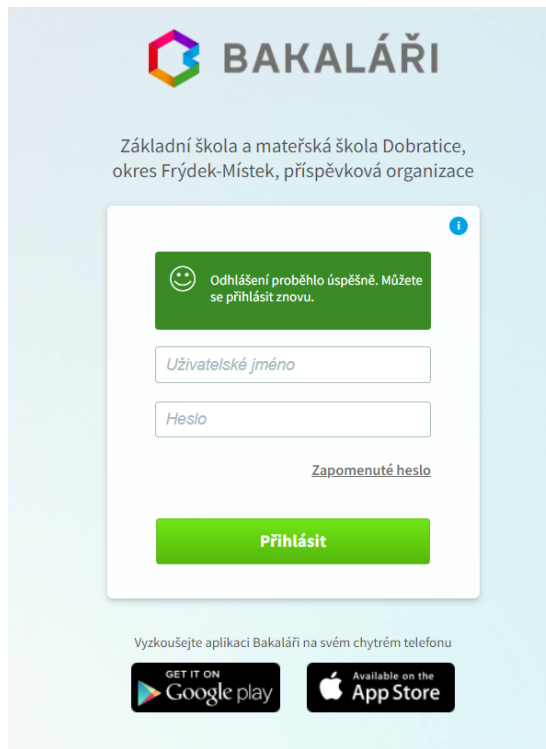 BAKALÁŘI
Základní škola a mateřská škola Dobratice,
okres Frýdek-Místek, příspěvková organizace
i
Odhlášení proběhlo úspěšně. Můžete
se přihlásit znovu.
Uživatelské jméno
Heslo
Zapomenuté heslo
Přihlásit
Vyzkoušejte aplikaci Bakaláři na svém chytrém telefonu
GET IT ON
Google play
Available on the
App Store